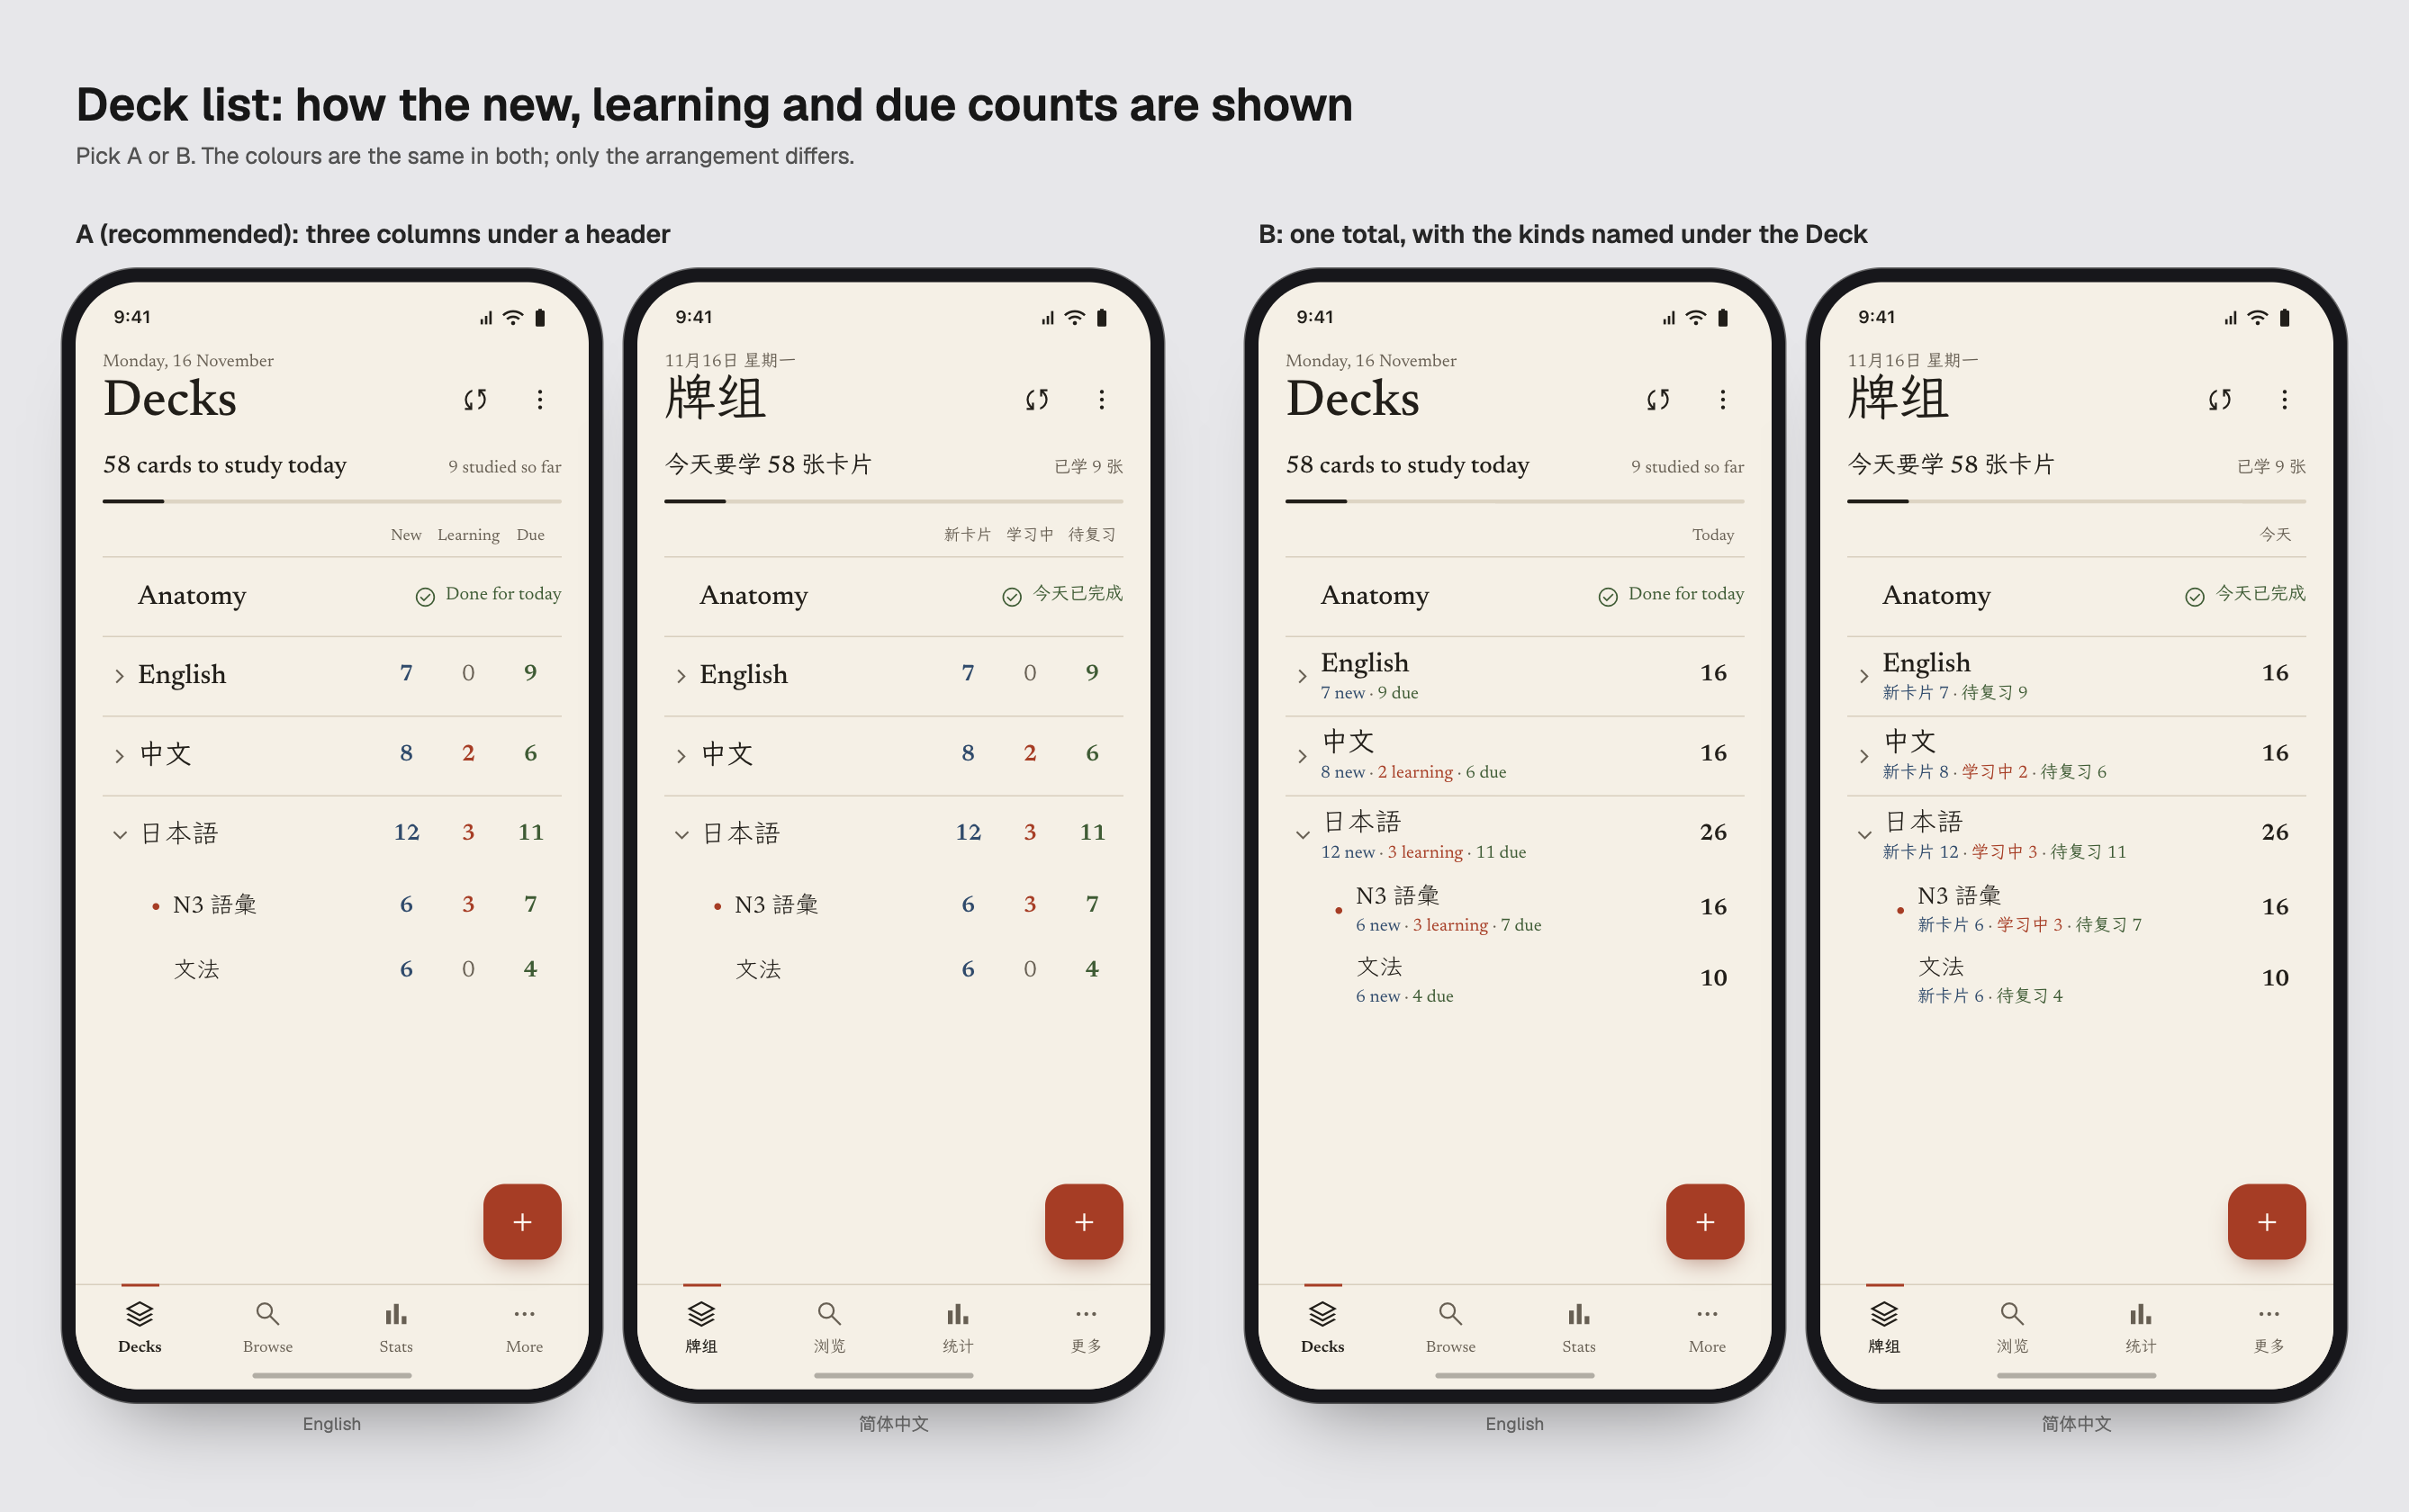 Deck list: how the new, learning and due counts are shown
Pick A or B. The colours are the same in both; only the arrangement differs.
A (recommended): three columns under a header
9:41
Monday, 16 November
Decks
58 cards to study today 9 studied so far
New Learning Due
Anatomy Done for today
English 7 0 9
中文 8 2 6
日本語 12 3 11
N3 語彙 6 3 7
文法 6 0 4
+
Decks Browse Stats More
English
9:41
11月16日 星期一
牌组
今天要学 58 张卡片 已学 9 张
新卡片 学习中 待复习
Anatomy 今天已完成
English 7 0 9
中文 8 2 6
日本語 12 3 11
N3 語彙 6 3 7
文法 6 0 4
+
牌组 浏览 统计 更多
简体中文
B: one total, with the kinds named under the Deck
9:41
Monday, 16 November
Decks
58 cards to study today 9 studied so far
Today
Anatomy Done for today
English 16
7 new · 9 due
中文 16
8 new · 2 learning · 6 due
日本語 26
12 new · 3 learning · 11 due
N3 語彙 16
6 new · 3 learning · 7 due
文法 10
6 new · 4 due
+
Decks Browse Stats More
English
9:41
11月16日 星期一
牌组
今天要学 58 张卡片 已学 9 张
今天
Anatomy 今天已完成
English 16
新卡片 7 · 待复习 9
中文 16
新卡片 8 · 学习中 2 · 待复习 6
日本語 26
新卡片 12 · 学习中 3 · 待复习 11
N3 語彙 16
新卡片 6 · 学习中 3 · 待复习 7
文法 10
新卡片 6 · 待复习 4
+
牌组 浏览 统计 更多
简体中文